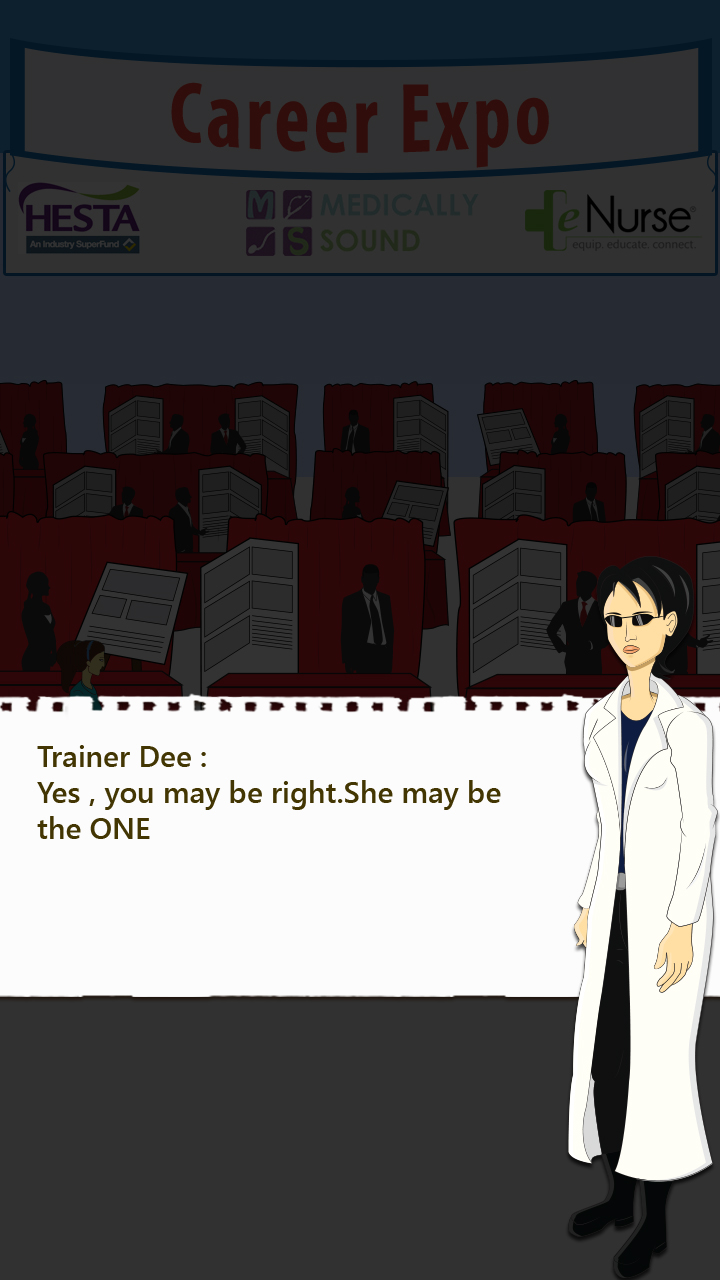 Career Expo
HESTA
An Industry SuperFund
M MEDICALLY
S SOUND
e Nurse®
equip. educate. connect.
Trainer Dee :
Yes , you may be right.She may be
the ONE